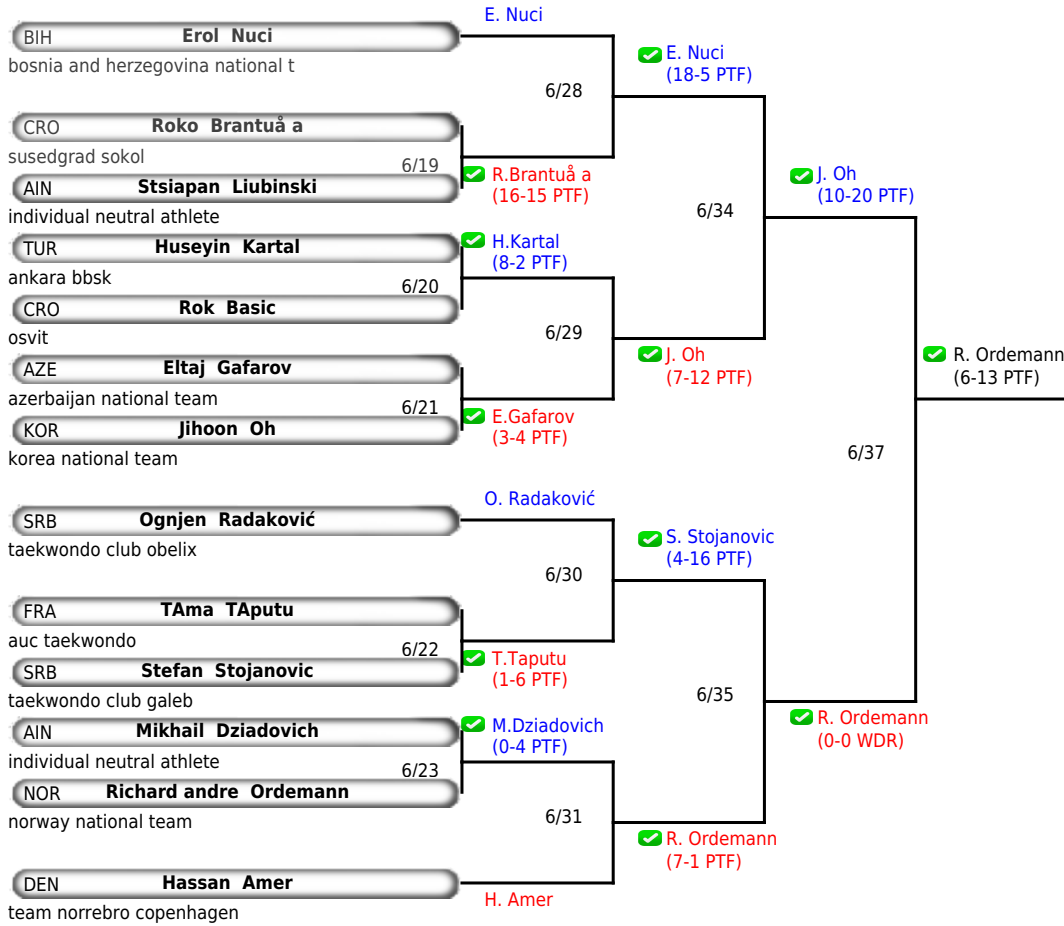 E. Nuci
BIH Erol Nuci
bosnia and herzegovina national t
E. Nuci
(18-5 PTF)
6/28
CRO Roko Brantuå a
susedgrad sokol
6/19
R.Brantuå a
(16-15 PTF)
AIN Stsiapan Liubinski
individual neutral athlete
J. Oh
(10-20 PTF)
6/34
TUR Huseyin Kartal
H.Kartal
(8-2 PTF)
ankara bbsk
6/20
CRO Rok Basic
osvit
6/29
J. Oh
(7-12 PTF)
R. Ordemann
(6-13 PTF)
AZE Eltaj Gafarov
azerbaijan national team
6/21
E.Gafarov
(3-4 PTF)
KOR Jihoon Oh
korea national team
6/37
O. Radaković
SRB Ognjen Radaković
taekwondo club obelix
S. Stojanovic
(4-16 PTF)
6/30
FRA TAma TAputu
auc taekwondo
6/22
T.Taputu
(1-6 PTF)
SRB Stefan Stojanovic
taekwondo club galeb
6/35
R. Ordemann
(0-0 WDR)
AIN Mikhail Dziadovich
M.Dziadovich
(0-4 PTF)
individual neutral athlete
6/23
NOR Richard andre Ordemann
norway national team
6/31
R. Ordemann
(7-1 PTF)
DEN Hassan Amer
H. Amer
team norrebro copenhagen